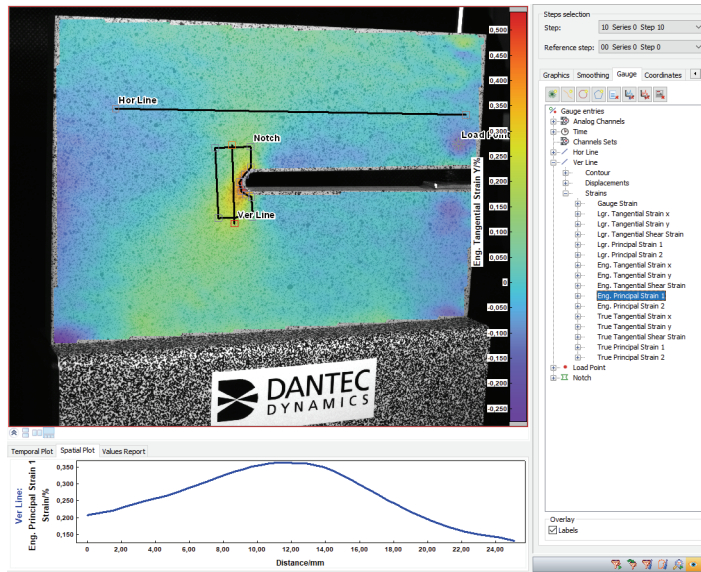 Steps selection
Step: 10 Series 0 Step 10
Reference step: 00 Series 0 Step 0
Graphics Smoothing Gauge Coordinates
Gauge entries
Analog Channels
Time
Channels Sets
Hor Line
Ver Line
Contour
Displacements
Strains
Gauge Strain
Lgr. Tangential Strain x
Lgr. Tangential Strain y
Lgr. Tangential Shear Strain
Lgr. Principal Strain 1
Lgr. Principal Strain 2
Eng. Tangential Strain x
Eng. Tangential Strain y
Eng. Tangential Shear Strain
Eng. Principal Strain 1
Eng. Principal Strain 2
True Tangential Strain x
True Tangential Strain y
True Tangential Shear Strain
True Principal Strain 1
True Principal Strain 2
Load Point
Notch
Overlay
Labels
Hor Line
Notch
Load Point
Ver Line
Eng. Tangential Strain Y/%
0,500
0,450
0,400
0,350
0,300
0,250
0,200
0,150
0,100
0,050
0
-0,050
-0,100
-0,150
-0,200
-0,250
DANTEC
DYNAMICS
Temporal Plot Spatial Plot Values Report
Ver Line:
Eng. Principal Strain 1
Strain/%
0,350
0,300
0,250
0,200
0,150
0 2,00 4,00 6,00 8,00 10,00 12,00 14,00 16,00 18,00 20,00 22,00 24,00
Distance/mm